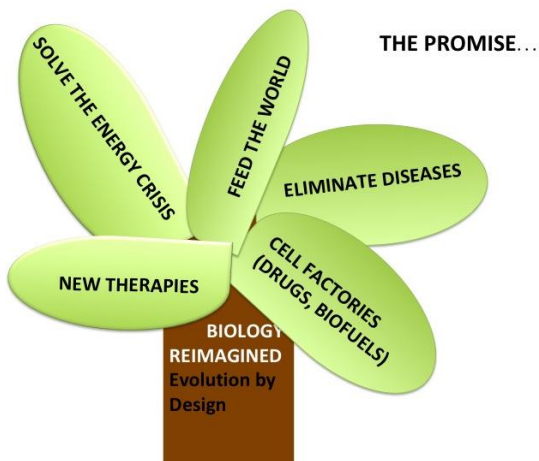 THE PROMISE...
SOLVE THE ENERGY CRISIS
FEED THE WORLD
ELIMINATE DISEASES
NEW THERAPIES
CELL FACTORIES
(DRUGS, BIOFUELS)
BIOLOGY
REIMAGINED
Evolution by
Design